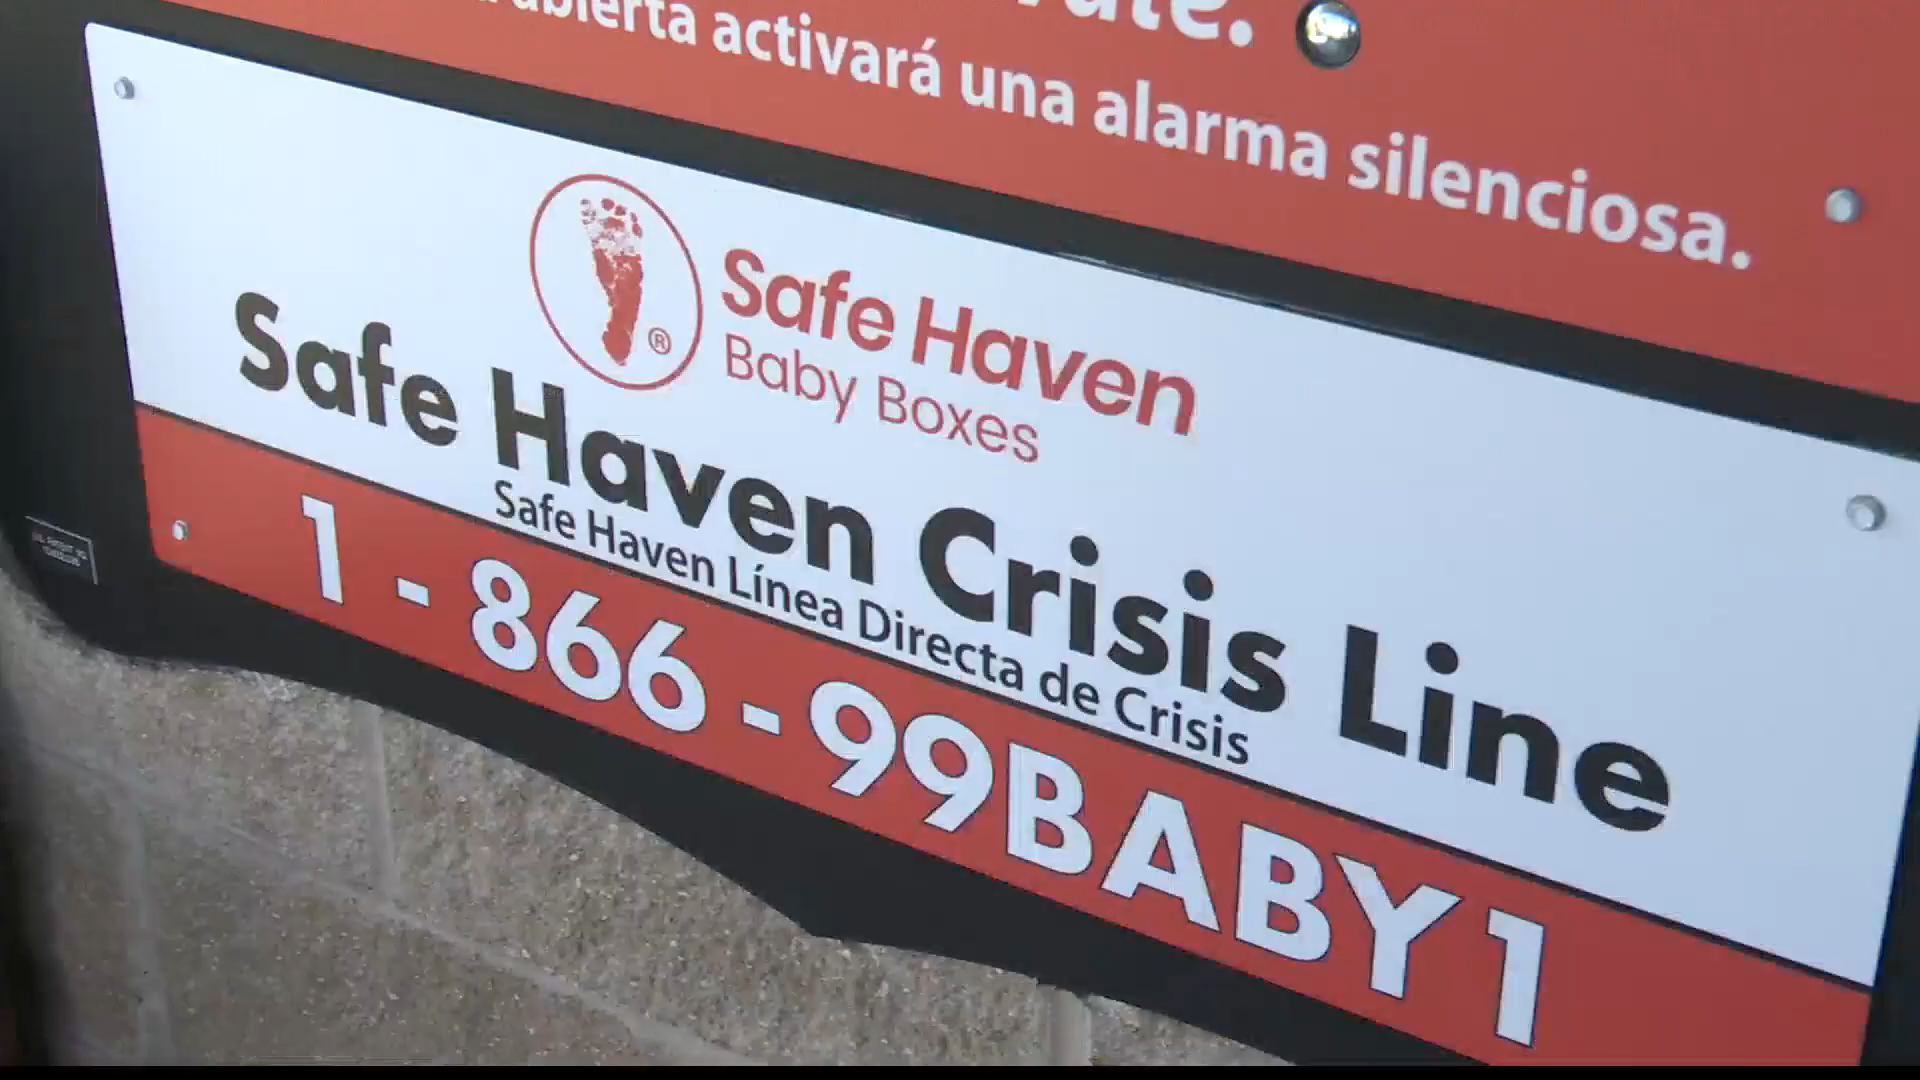 abierta activará una alarma silenciosa.
®
Safe Haven
Baby Boxes
Safe Haven Crisis Line
Safe Haven Línea Directa de Crisis
1 - 866 - 99BABY1